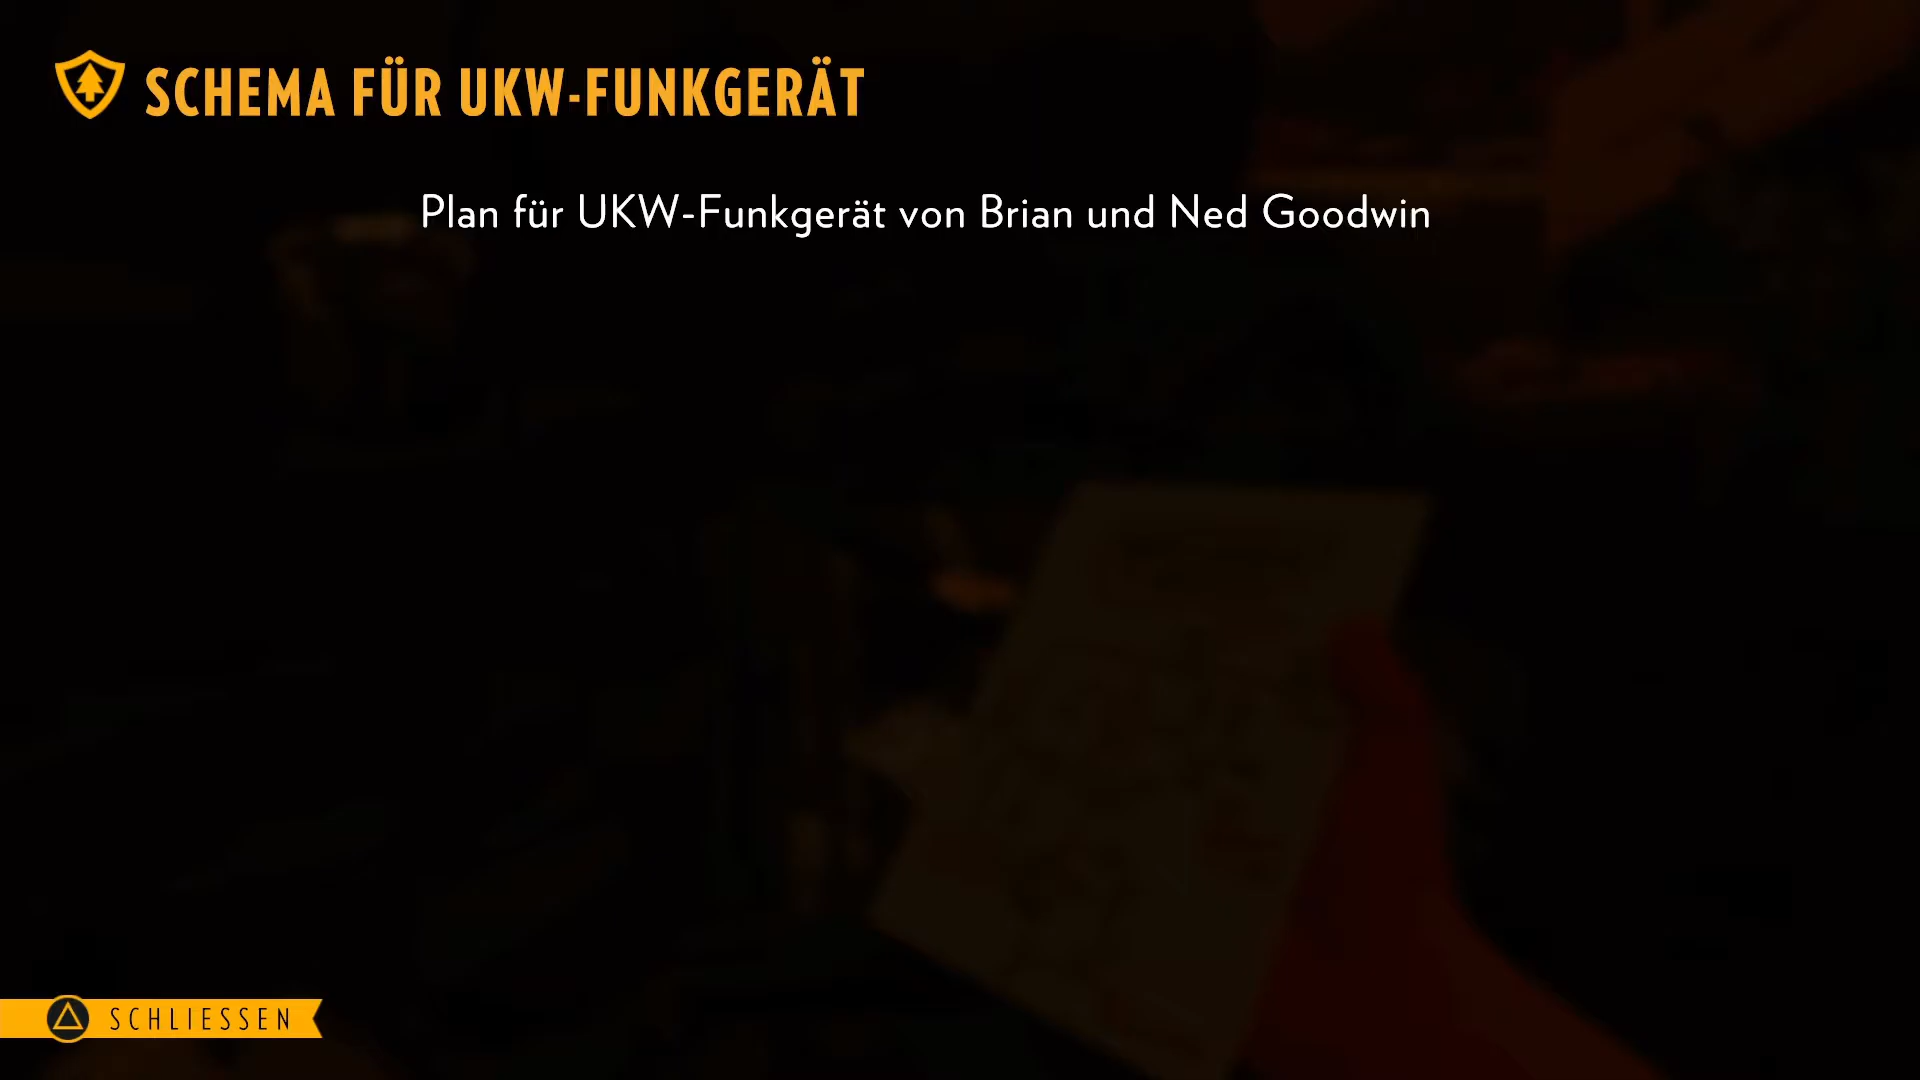 SCHEMA FÜR UKW-FUNKGERÄT
Plan für UKW-Funkgerät von Brian und Ned Goodwin
SCHLIESSEN